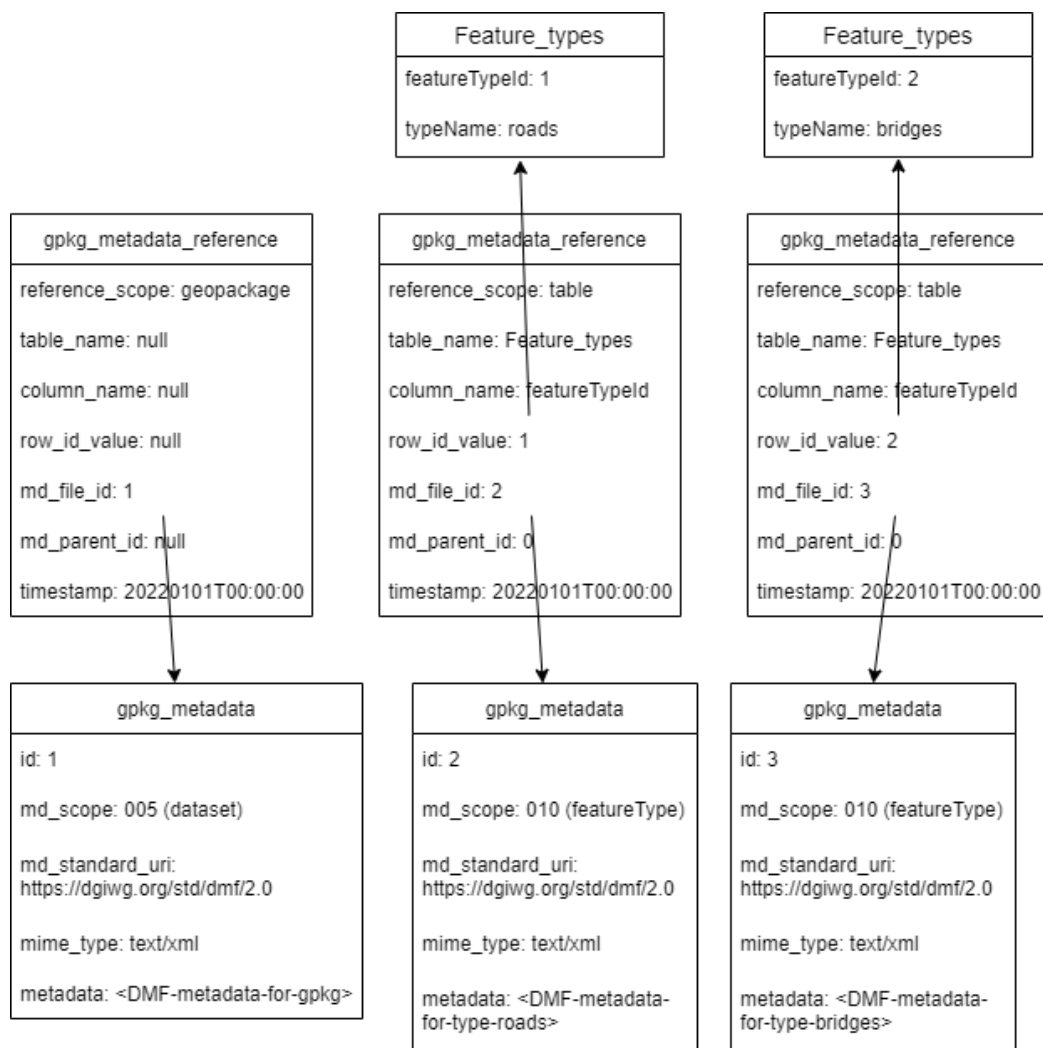 Feature_types
featureTypeId: 1
typeName: roads
Feature_types
featureTypeId: 2
typeName: bridges
gpkg_metadata_reference
reference_scope: geopackage
table_name: null
column_name: null
row_id_value: null
md_file_id: 1
md_parent_id: null
timestamp: 20220101T00:00:00
gpkg_metadata_reference
reference_scope: table
table_name: Feature_types
column_name: featureTypeId
row_id_value: 1
md_file_id: 2
md_parent_id: 0
timestamp: 20220101T00:00:00
gpkg_metadata_reference
reference_scope: table
table_name: Feature_types
column_name: featureTypeId
row_id_value: 2
md_file_id: 3
md_parent_id: 0
timestamp: 20220101T00:00:00
gpkg_metadata
id: 1
md_scope: 005 (dataset)
md_standard_uri:
https://dgiwg.org/std/dmf/2.0
mime_type: text/xml
metadata: <DMF-metadata-for-gpkg>
gpkg_metadata
id: 2
md_scope: 010 (featureType)
md_standard_uri:
https://dgiwg.org/std/dmf/2.0
mime_type: text/xml
metadata: <DMF-metadata-
for-type-roads>
gpkg_metadata
id: 3
md_scope: 010 (featureType)
md_standard_uri:
https://dgiwg.org/std/dmf/2.0
mime_type: text/xml
metadata: <DMF-metadata-
for-type-bridges>